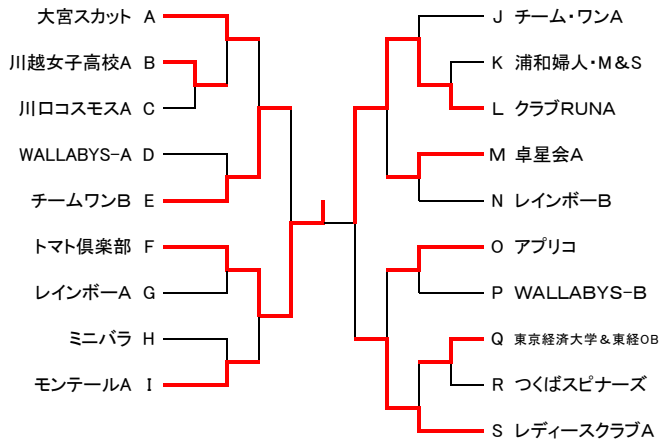 大宮スカット A
川越女子高校A B
川口コスモスA C
WALLABYS-A D
チームワンB E
トマト倶楽部 F
レインボーA G
ミニバラ H
モンテールA I
J チーム・ワンA
K 浦和婦人・M&S
L クラブRUNA
M 卓星会A
N レインボーB
O アプリコ
P WALLABYS-B
Q 東京経済大学&東経OB
R つくばスピナーズ
S レディースクラブA